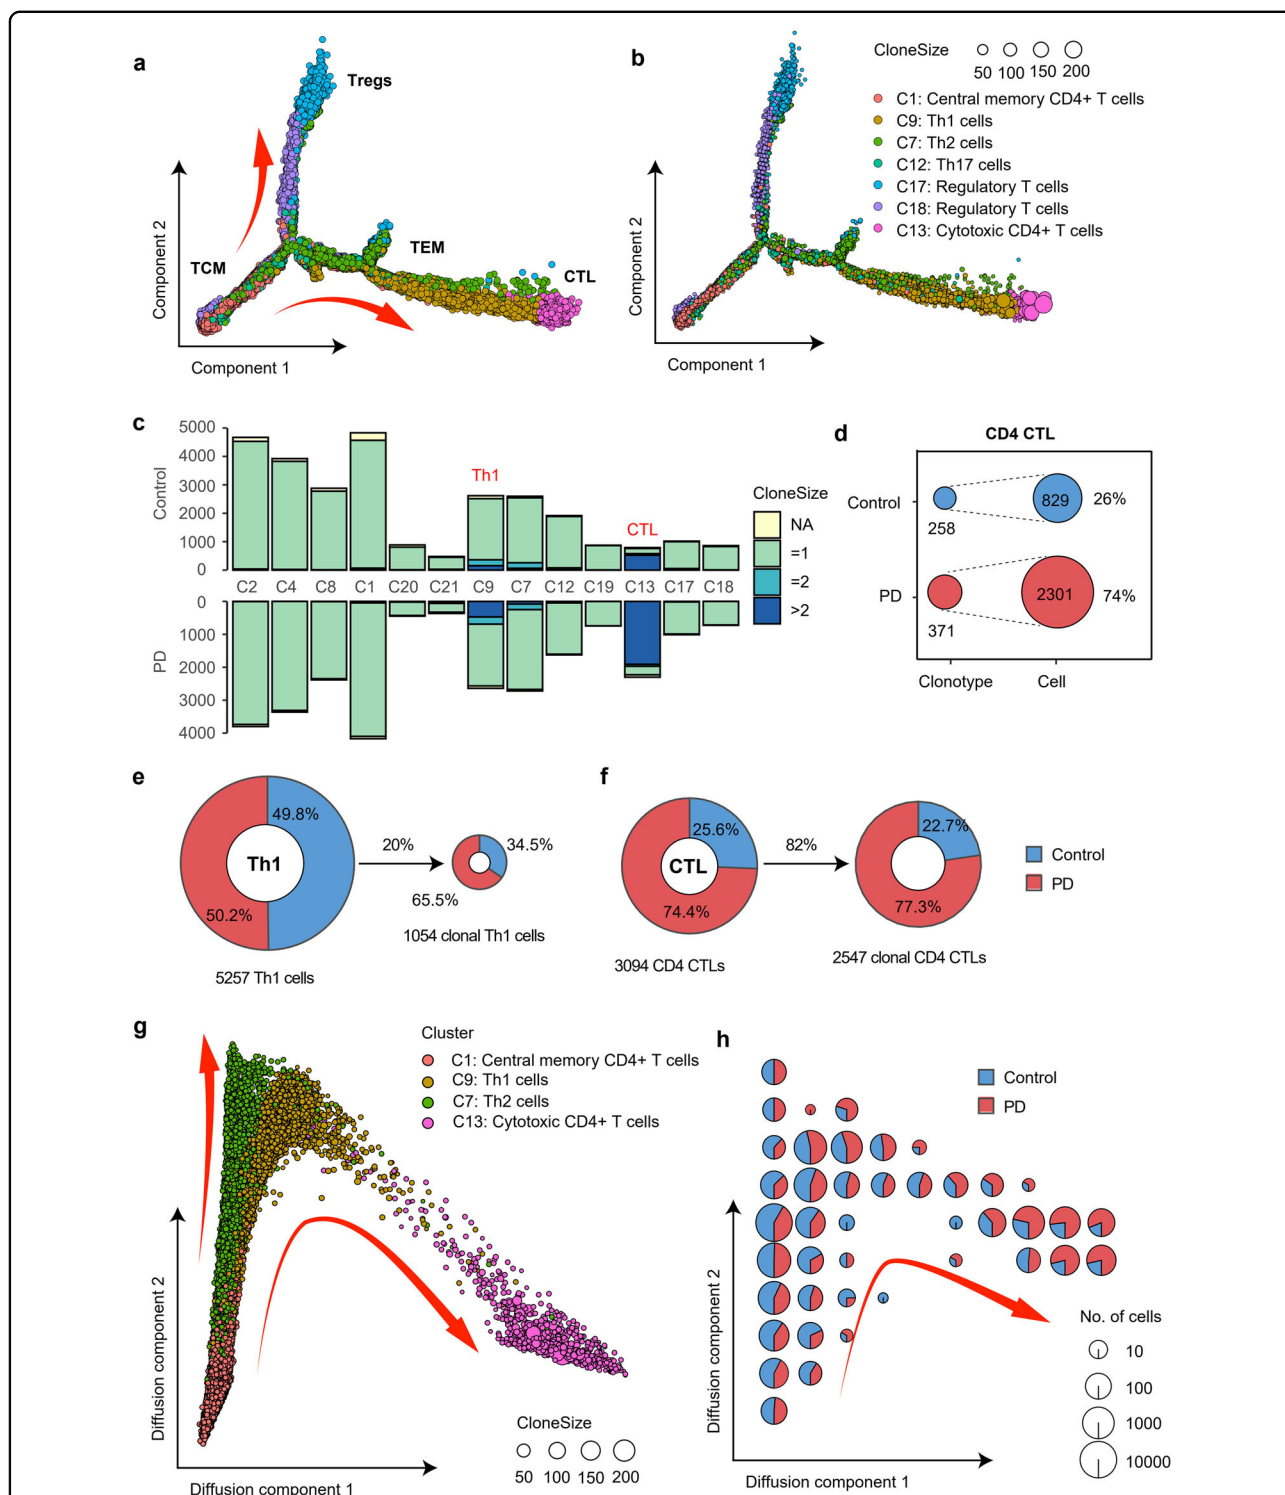 a
Tregs
TCM
TEM
CTL
Component 2
Component 1
b
CloneSize
50 100 150 200
C1: Central memory CD4+ T cells
C9: Th1 cells
C7: Th2 cells
C12: Th17 cells
C17: Regulatory T cells
C18: Regulatory T cells
C13: Cytotoxic CD4+ T cells
Component 2
Component 1
c
5000
4000
3000
2000
1000
0
Control
Th1
CTL
C2 C4 C8 C1 C20 C21 C9 C7 C12 C19 C13 C17 C18
0
1000
2000
3000
4000
PD
CloneSize
NA
=1
=2
>2
d
CD4 CTL
Control
258
829
26%
PD
371
2301
74%
Clonotype Cell
e
49.8%
Th1
50.2%
5257 Th1 cells
20%
34.5%
65.5%
1054 clonal Th1 cells
f
25.6%
CTL
74.4%
3094 CD4 CTLs
82%
22.7%
77.3%
2547 clonal CD4 CTLs
Control
PD
g
Cluster
C1: Central memory CD4+ T cells
C9: Th1 cells
C7: Th2 cells
C13: Cytotoxic CD4+ T cells
Diffusion component 2
CloneSize
50 100 150 200
Diffusion component 1
h
Control
PD
Diffusion component 2
No. of cells
10
100
1000
10000
Diffusion component 1